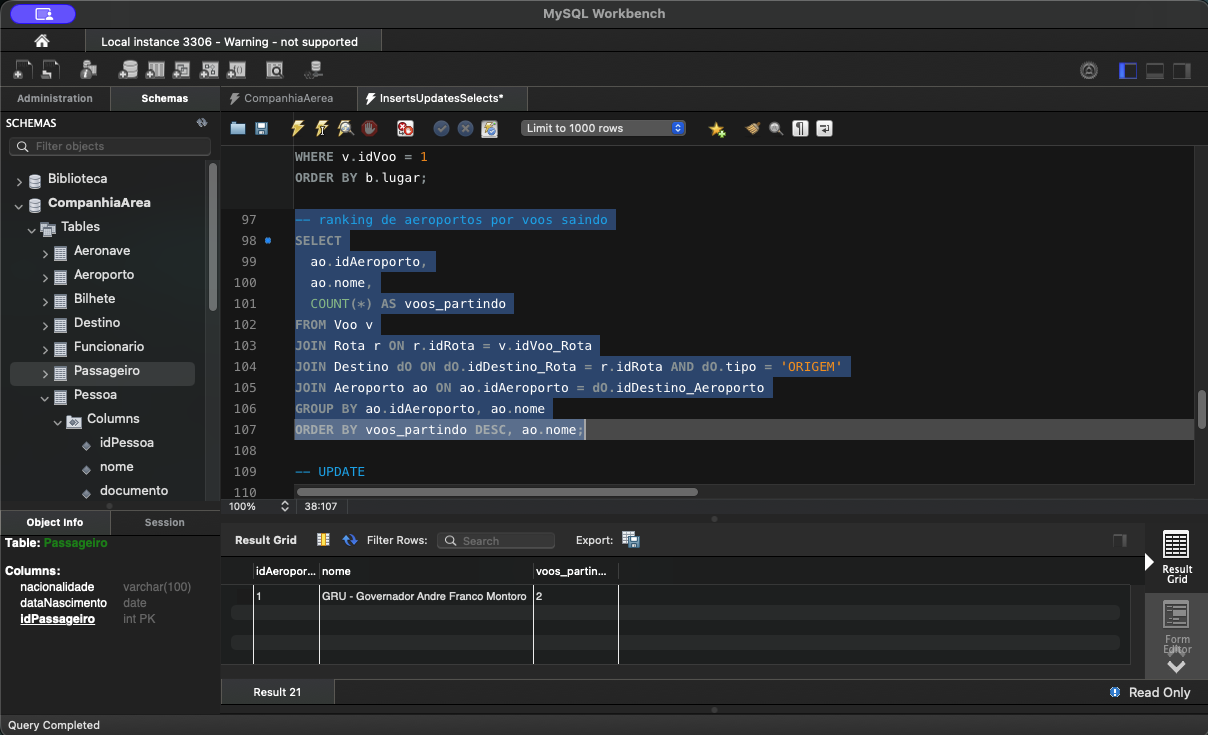 MySQL Workbench
Local instance 3306 - Warning - not supported
Administration
Schemas
CompanhiaAerea
InsertsUpdatesSelects*
SCHEMAS
Filter objects
Biblioteca
CompanhiaArea
Tables
Aeronave
Aeroporto
Bilhete
Destino
Funcionario
Passageiro
Pessoa
Columns
idPessoa
nome
documento
Limit to 1000 rows
WHERE v.idVoo = 1
ORDER BY b.lugar;
97 -- ranking de aeroportos por voos saindo
98 SELECT
99 ao.idAeroporto,
100 ao.nome,
101 COUNT(*) AS voos_partindo
102 FROM Voo v
103 JOIN Rota r ON r.idRota = v.idVoo_Rota
104 JOIN Destino dO ON dO.idDestino_Rota = r.idRota AND dO.tipo = 'ORIGEM'
105 JOIN Aeroporto ao ON ao.idAeroporto = dO.idDestino_Aeroporto
106 GROUP BY ao.idAeroporto, ao.nome
107 ORDER BY voos_partindo DESC, ao.nome;
108
109 -- UPDATE
110
100% 38:107
Object Info
Session
Table: Passageiro
Columns:
nacionalidade varchar(100)
dataNascimento date
idPassageiro int PK
Result Grid
Filter Rows:
Search
Export:
idAeropor... nome voos_partin...
1 GRU - Governador Andre Franco Montoro 2
Result Grid
Form Editor
Result 21
Read Only
Query Completed